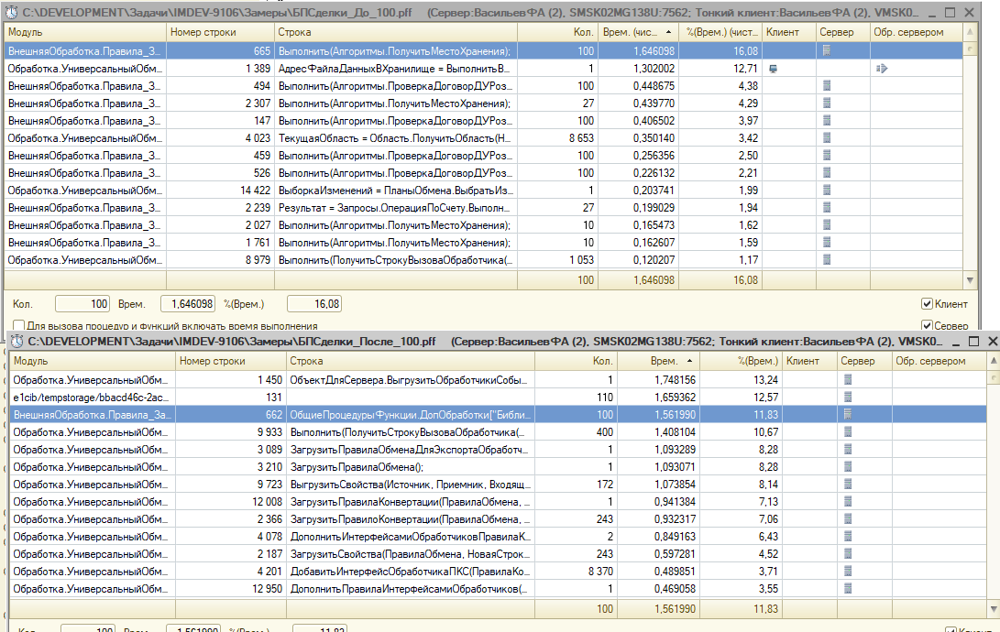 C:\DEVELOPMENT\Задачи\IMDEV-9106\Замеры\БПСделки_До_100.pff (Сервер:ВасильевФА (2), SMSK02MG138U:7562; Тонкий клиент:ВасильевФА (2), VMSK0...
Модуль Номер строки Строка Кол. Врем. (чис... %(Врем.) (чист... Клиент Сервер Обр. сервером
ВнешняяОбработка.Правила_З... 665 Выполнить(Алгоритмы.ПолучитьМестоХранения); 100 1,646098 16,08
Обработка.УниверсальныйОбм... 1 389 АдресФайлаДанныхВХранилище = ВыполнитьВ... 1 1,302002 12,71
ВнешняяОбработка.Правила_З... 494 Выполнить(Алгоритмы.ПроверкаДоговорДУРоз... 100 0,448675 4,38
ВнешняяОбработка.Правила_З... 2 307 Выполнить(Алгоритмы.ПолучитьМестоХранения); 27 0,439770 4,29
ВнешняяОбработка.Правила_З... 147 Выполнить(Алгоритмы.ПроверкаДоговорДУРоз... 100 0,406502 3,97
Обработка.УниверсальныйОбм... 4 023 ТекущаяОбласть = Область.ПолучитьОбласть(Н... 8 653 0,350140 3,42
ВнешняяОбработка.Правила_З... 459 Выполнить(Алгоритмы.ПроверкаДоговорДУРоз... 100 0,256356 2,50
ВнешняяОбработка.Правила_З... 526 Выполнить(Алгоритмы.ПроверкаДоговорДУРоз... 100 0,226132 2,21
Обработка.УниверсальныйОбм... 14 422 ВыборкаИзменений = ПланыОбмена.ВыбратьИз... 1 0,203741 1,99
ВнешняяОбработка.Правила_З... 2 239 Результат = Запросы.ОперацияПоСчету.Выполн... 27 0,199029 1,94
ВнешняяОбработка.Правила_З... 2 027 Выполнить(Алгоритмы.ПолучитьМестоХранения); 10 0,165473 1,62
ВнешняяОбработка.Правила_З... 1 761 Выполнить(Алгоритмы.ПолучитьМестоХранения); 10 0,162607 1,59
Обработка.УниверсальныйОбм... 8 979 Выполнить(ПолучитьСтрокуВызоваОбработчика(... 1 053 0,120207 1,17
100 1,646098 16,08
Кол. 100 Врем. 1,646098 %(Врем.) 16,08 Клиент
Для вызова процедур и функций включать время выполнения Сервер
C:\DEVELOPMENT\Задачи\IMDEV-9106\Замеры\БПСделки_После_100.pff (Сервер:ВасильевФА (2), SMSK02MG138U:7562; Тонкий клиент:ВасильевФА (2), VMSK0...
Модуль Номер строки Строка Кол. Врем. %(Врем.) Клиент Сервер Обр. сервером
Обработка.УниверсальныйОбм... 1 450 ОбъектДляСервера.ВыгрузитьОбработчикиСобы... 1 1,748156 13,24
e1cib/tempstorage/bbacd46c-2ac... 131 110 1,659362 12,57
ВнешняяОбработка.Правила_За... 662 ОбщиеПроцедурыФункции.ДопОбработки["Библи... 100 1,561990 11,83
Обработка.УниверсальныйОбм... 9 933 Выполнить(ПолучитьСтрокуВызоваОбработчика(... 400 1,408104 10,67
Обработка.УниверсальныйОбм... 3 089 ЗагрузитьПравилаОбменаДляЭкспортаОбработч... 1 1,093289 8,28
Обработка.УниверсальныйОбм... 3 210 ЗагрузитьПравилаОбмена(); 1 1,093071 8,28
Обработка.УниверсальныйОбм... 9 723 ВыгрузитьСвойства(Источник, Приемник, Входящ... 172 1,073854 8,14
Обработка.УниверсальныйОбм... 12 008 ЗагрузитьПравилаКонвертации(ПравилаОбмена, ... 1 0,941384 7,13
Обработка.УниверсальныйОбм... 2 366 ЗагрузитьПравилоКонвертации(ПравилаОбмена, ... 243 0,932317 7,06
Обработка.УниверсальныйОбм... 4 078 ДополнитьИнтерфейсамиОбработчиковПравилаК... 2 0,849163 6,43
Обработка.УниверсальныйОбм... 2 187 ЗагрузитьСвойства(ПравилаОбмена, НоваяСтрок... 243 0,597281 4,52
Обработка.УниверсальныйОбм... 4 201 ДобавитьИнтерфейсОбработчикаПКС(ПравилаКо... 8 370 0,489851 3,71
Обработка.УниверсальныйОбм... 12 950 ДополнитьПравилаИнтерфейсамиОбработчиков(... 1 0,469058 3,55
100 1,561990 11,83
Кол. 100 Врем. 1,561990 %(Врем.) 11,83 Клиент